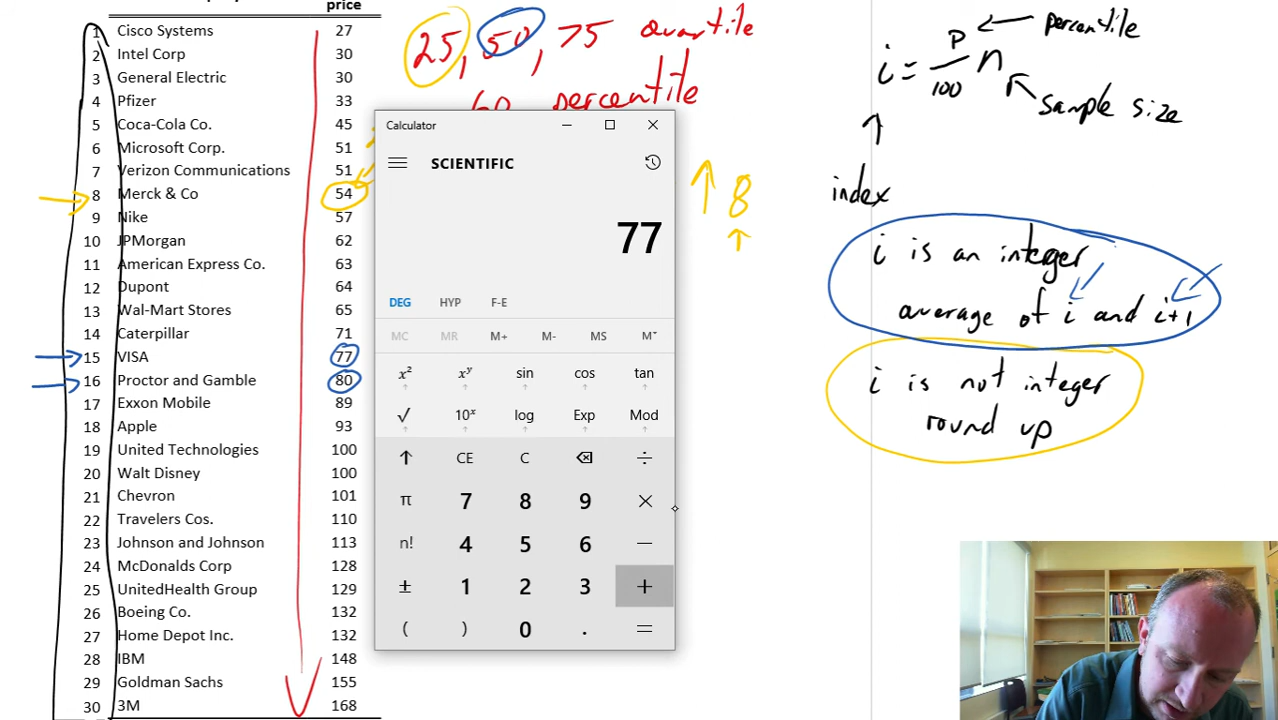 price
1 Cisco Systems 27
2 Intel Corp 30
3 General Electric 30
4 Pfizer 33
5 Coca-Cola Co. 45
6 Microsoft Corp. 51
7 Verizon Communications 51
8 Merck & Co 54
9 Nike 57
10 JPMorgan 62
11 American Express Co. 63
12 Dupont 64
13 Wal-Mart Stores 65
14 Caterpillar 71
15 VISA 77
16 Proctor and Gamble 80
17 Exxon Mobile 89
18 Apple 93
19 United Technologies 100
20 Walt Disney 100
21 Chevron 101
22 Travelers Cos. 110
23 Johnson and Johnson 113
24 McDonalds Corp 128
25 UnitedHealth Group 129
26 Boeing Co. 132
27 Home Depot Inc. 132
28 IBM 148
29 Goldman Sachs 155
30 3M 168
25, 50, 75 quartile
60 percentile
8
Calculator
SCIENTIFIC
77
DEG HYP F-E
MC MR M+ M- MS M˅
x² xʸ sin cos tan
√ 10ˣ log Exp Mod
↑ CE C ⌫ ÷
π 7 8 9 ×
n! 4 5 6 −
± 1 2 3 +
( ) 0 . =
i = P/100 n
percentile
sample size
index
i is an integer
average of i and i+1
i is not integer
round up